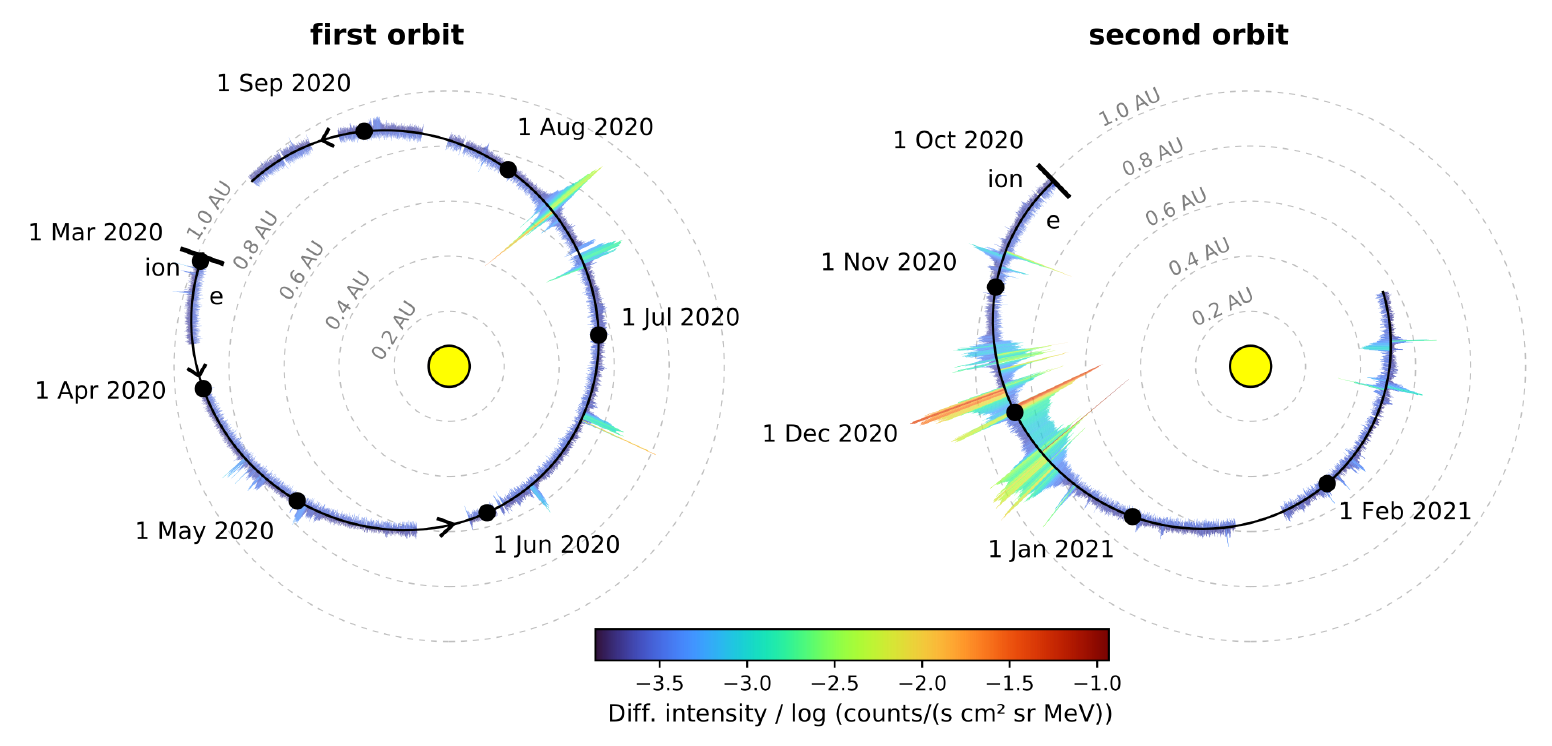 first orbit
1 Sep 2020
1 Aug 2020
1 Mar 2020
ion
e
1.0 AU
0.8 AU
0.6 AU
0.4 AU
0.2 AU
1 Jul 2020
1 Apr 2020
1 May 2020
1 Jun 2020
second orbit
1.0 AU
0.8 AU
0.6 AU
0.4 AU
0.2 AU
1 Oct 2020
ion
e
1 Nov 2020
1 Dec 2020
1 Jan 2021
1 Feb 2021
−3.5 −3.0 −2.5 −2.0 −1.5 −1.0
Diff. intensity / log (counts/(s cm² sr MeV))